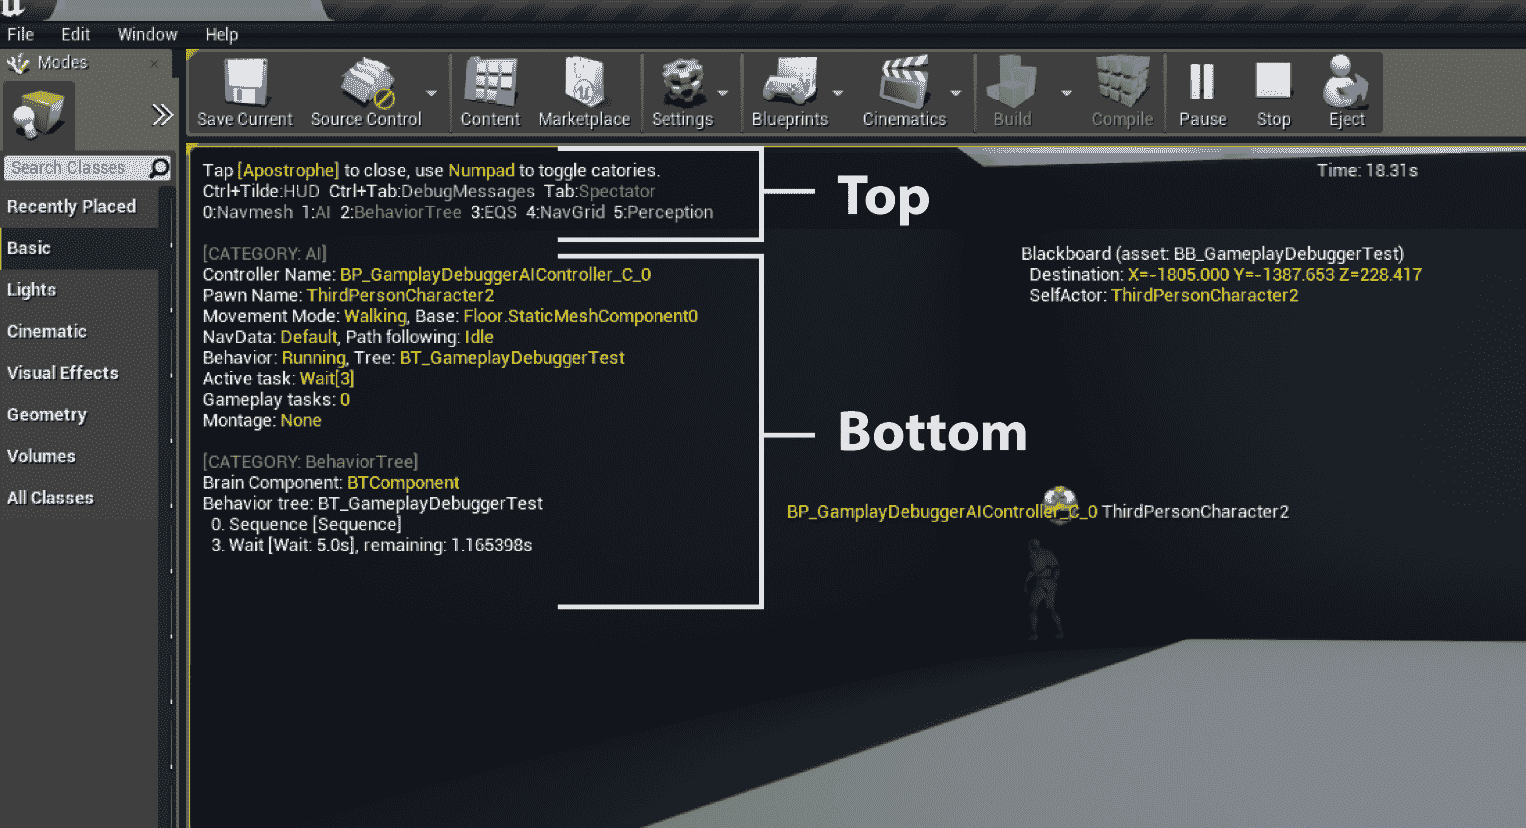 File Edit Window Help
Modes
Save Current Source Control Content Marketplace Settings Blueprints Cinematics Build Compile Pause Stop Eject
Search Classes
Recently Placed
Basic
Lights
Cinematic
Visual Effects
Geometry
Volumes
All Classes
Tap [Apostrophe] to close, use Numpad to toggle catories.
Ctrl+Tilde:HUD Ctrl+Tab:DebugMessages Tab:Spectator
0:Navmesh 1:AI 2:BehaviorTree 3:EQS 4:NavGrid 5:Perception
Top
Time: 18.31s
[CATEGORY: AI]
Controller Name: BP_GamplayDebuggerAIController_C_0
Pawn Name: ThirdPersonCharacter2
Movement Mode: Walking, Base: Floor.StaticMeshComponent0
NavData: Default, Path following: Idle
Behavior: Running, Tree: BT_GameplayDebuggerTest
Active task: Wait[3]
Gameplay tasks: 0
Montage: None
[CATEGORY: BehaviorTree]
Brain Component: BTComponent
Behavior tree: BT_GameplayDebuggerTest
0. Sequence [Sequence]
3. Wait [Wait: 5.0s], remaining: 1.165398s
Bottom
Blackboard (asset: BB_GameplayDebuggerTest)
Destination: X=-1805.000 Y=-1387.653 Z=228.417
SelfActor: ThirdPersonCharacter2
BP_GamplayDebuggerAIController_C_0 ThirdPersonCharacter2